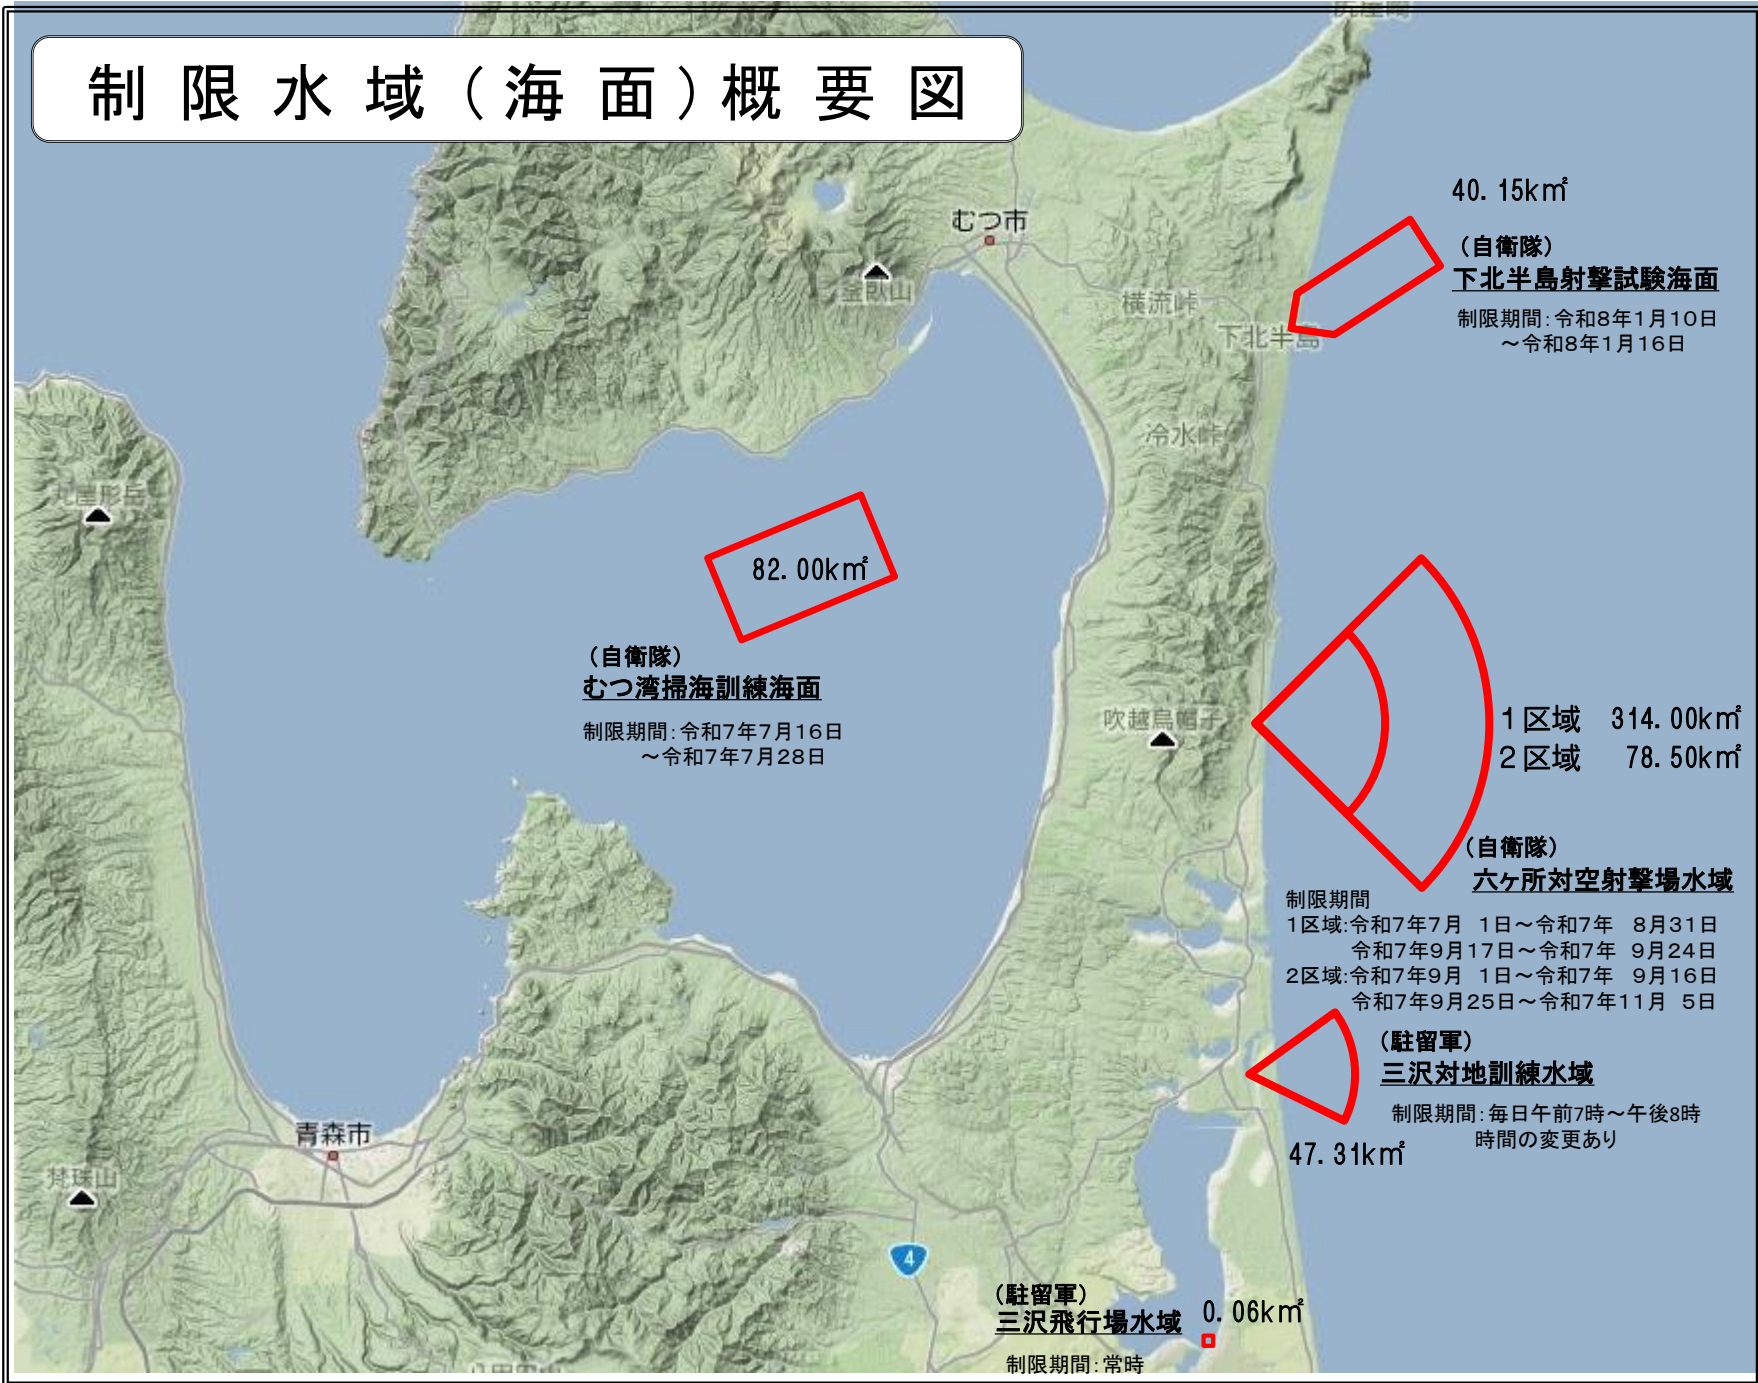 制限水域(海面)概要図
むつ市
釜臥山
横流峠
下北半島
冷水峠
40.15km²
(自衛隊)
下北半島射撃試験海面
制限期間:令和8年1月10日
~令和8年1月16日
丸屋形岳
82.00km²
(自衛隊)
むつ湾掃海訓練海面
制限期間:令和7年7月16日
~令和7年7月28日
吹越烏帽子
1区域 314.00km²
2区域 78.50km²
(自衛隊)
六ヶ所対空射撃場水域
制限期間
1区域:令和7年7月 1日~令和7年 8月31日
令和7年9月17日~令和7年 9月24日
2区域:令和7年9月 1日~令和7年 9月16日
令和7年9月25日~令和7年11月 5日
(駐留軍)
三沢対地訓練水域
制限期間:毎日午前7時~午後8時
時間の変更あり
47.31km²
青森市
梵珠山
4
(駐留軍)
三沢飛行場水域
0.06km²
制限期間:常時